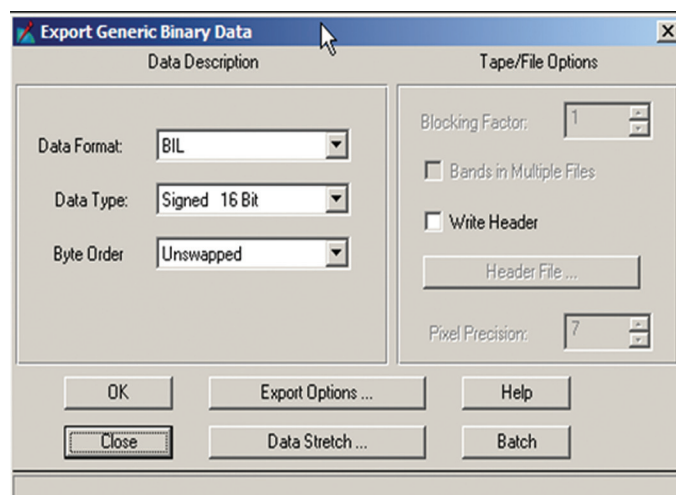 Export Generic Binary Data
Data Description
Tape/File Options
Data Format: BIL
Data Type: Signed 16 Bit
Byte Order Unswapped
Blocking Factor: 1
Bands in Multiple Files
Write Header
Header File ...
Pixel Precision: 7
OK Export Options ... Help
Close Data Stretch ... Batch